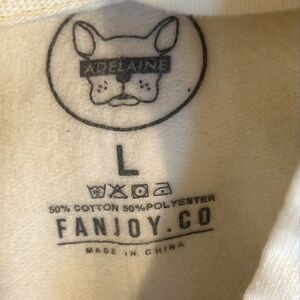 ADELAINE
L
50% COTTON 50% POLYESTER
FANJOY.CO
MADE IN CHINA